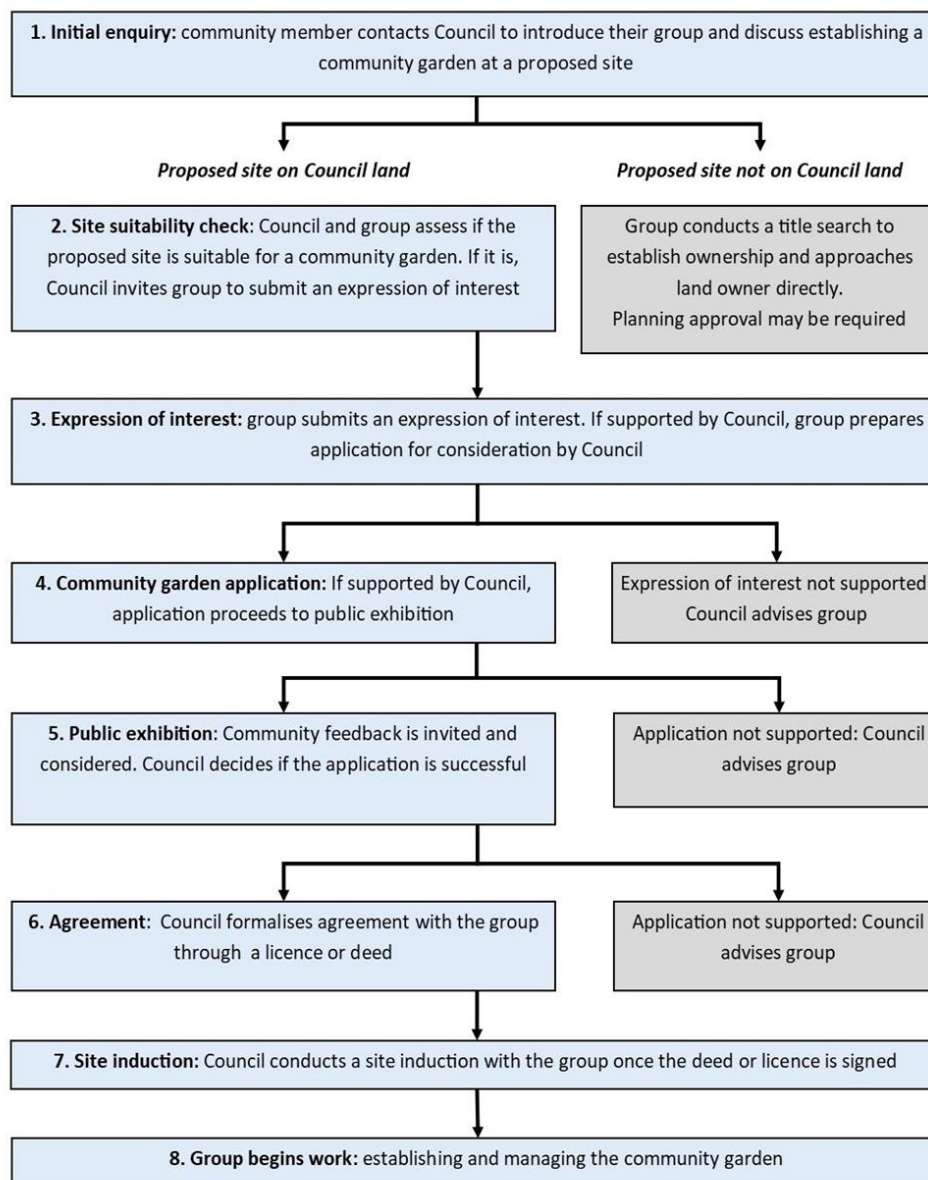 1. Initial enquiry: community member contacts Council to introduce their group and discuss establishing a
community garden at a proposed site
Proposed site on Council land
Proposed site not on Council land
2. Site suitability check: Council and group assess if the
proposed site is suitable for a community garden. If it is,
Council invites group to submit an expression of interest
Group conducts a title search to
establish ownership and approaches
land owner directly.
Planning approval may be required
3. Expression of interest: group submits an expression of interest. If supported by Council, group prepares
application for consideration by Council
4. Community garden application: If supported by Council,
application proceeds to public exhibition
Expression of interest not supported
Council advises group
5. Public exhibition: Community feedback is invited and
considered. Council decides if the application is successful
Application not supported: Council
advises group
6. Agreement: Council formalises agreement with the group
through a licence or deed
Application not supported: Council
advises group
7. Site induction: Council conducts a site induction with the group once the deed or licence is signed
8. Group begins work: establishing and managing the community garden